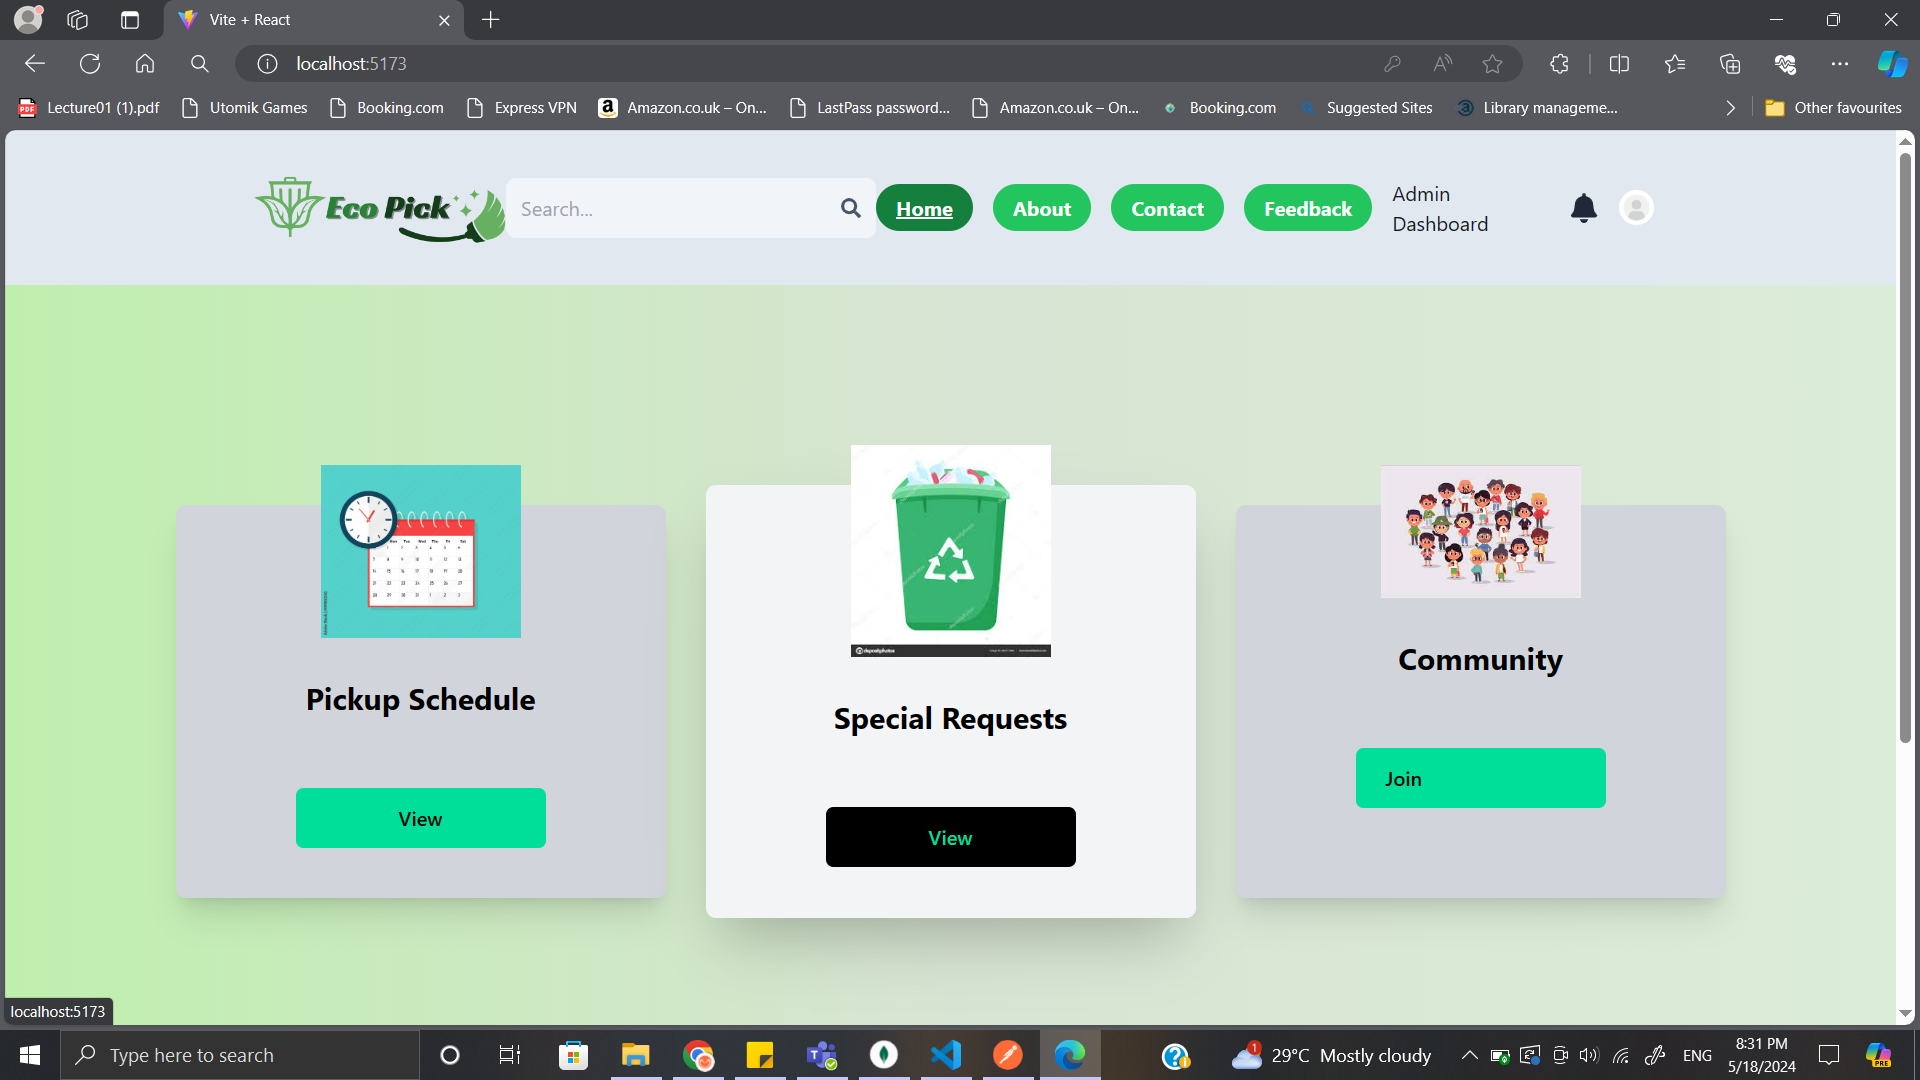 Vite + React
localhost:5173
Lecture01 (1).pdf
Utomik Games
Booking.com
Express VPN
Amazon.co.uk – On...
LastPass password...
Amazon.co.uk – On...
Booking.com
Suggested Sites
Library manageme...
Other favourites
Eco Pick
Search...
Home
About
Contact
Feedback
Admin
Dashboard
Pickup Schedule
View
depositphotos
Special Requests
View
Community
Join
localhost:5173
Type here to search
29°C Mostly cloudy
ENG
8:31 PM
5/18/2024